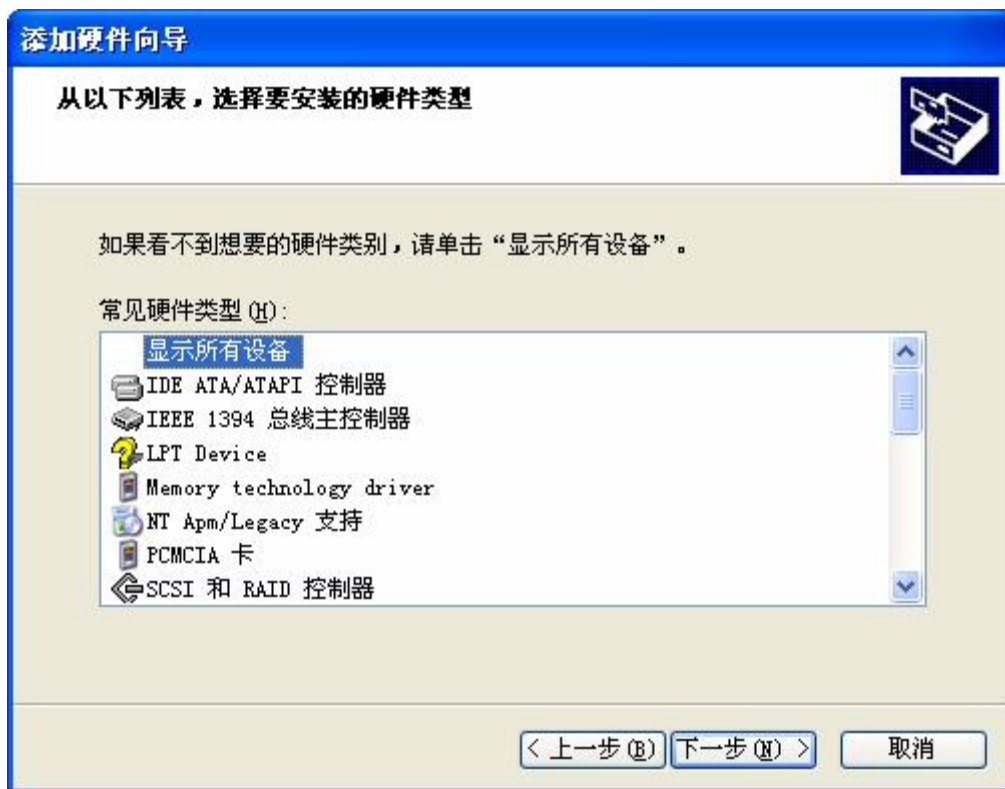 添加硬件向导
从以下列表，选择要安装的硬件类型
如果看不到想要的硬件类别，请单击“显示所有设备”。
常见硬件类型(H):
显示所有设备
IDE ATA/ATAPI 控制器
IEEE 1394 总线主控制器
LPT Device
Memory technology driver
NT Apm/Legacy 支持
PCMCIA 卡
SCSI 和 RAID 控制器
< 上一步(B) 下一步(N) > 取消